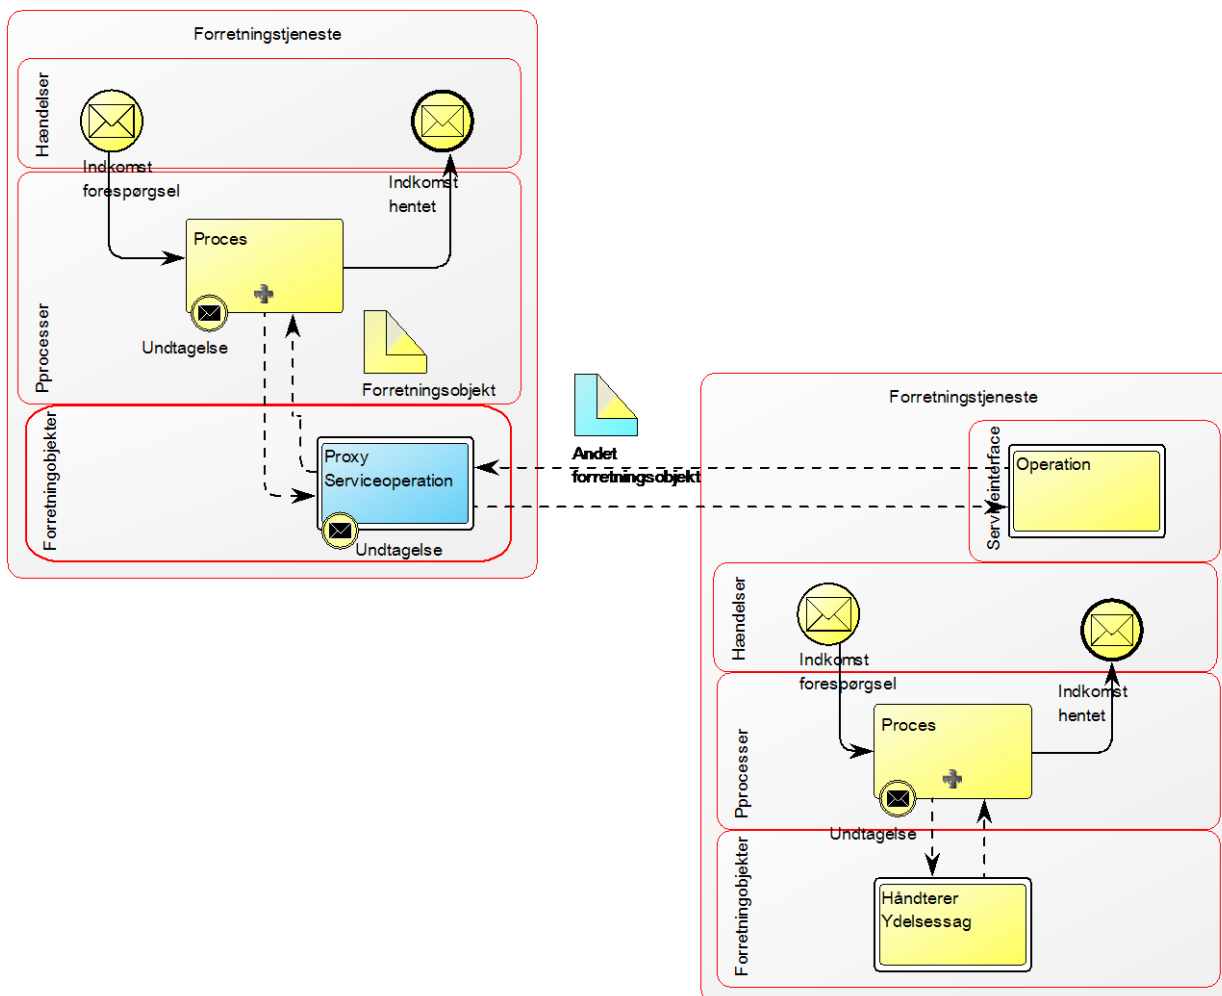 Forretningstjeneste
Hændelser
Indkomst
forespørgsel
Indkomst
hentet
Pprocesser
Proces
Undtagelse
Forretningsobjekt
Forretningobjekter
Proxy
Serviceoperation
Undtagelse
Andet
forretningsobjekt
Forretningstjeneste
Serviceinterface
Operation
Hændelser
Indkomst
forespørgsel
Indkomst
hentet
Pprocesser
Proces
Undtagelse
Forretningobjekter
Håndterer
Ydelsessag